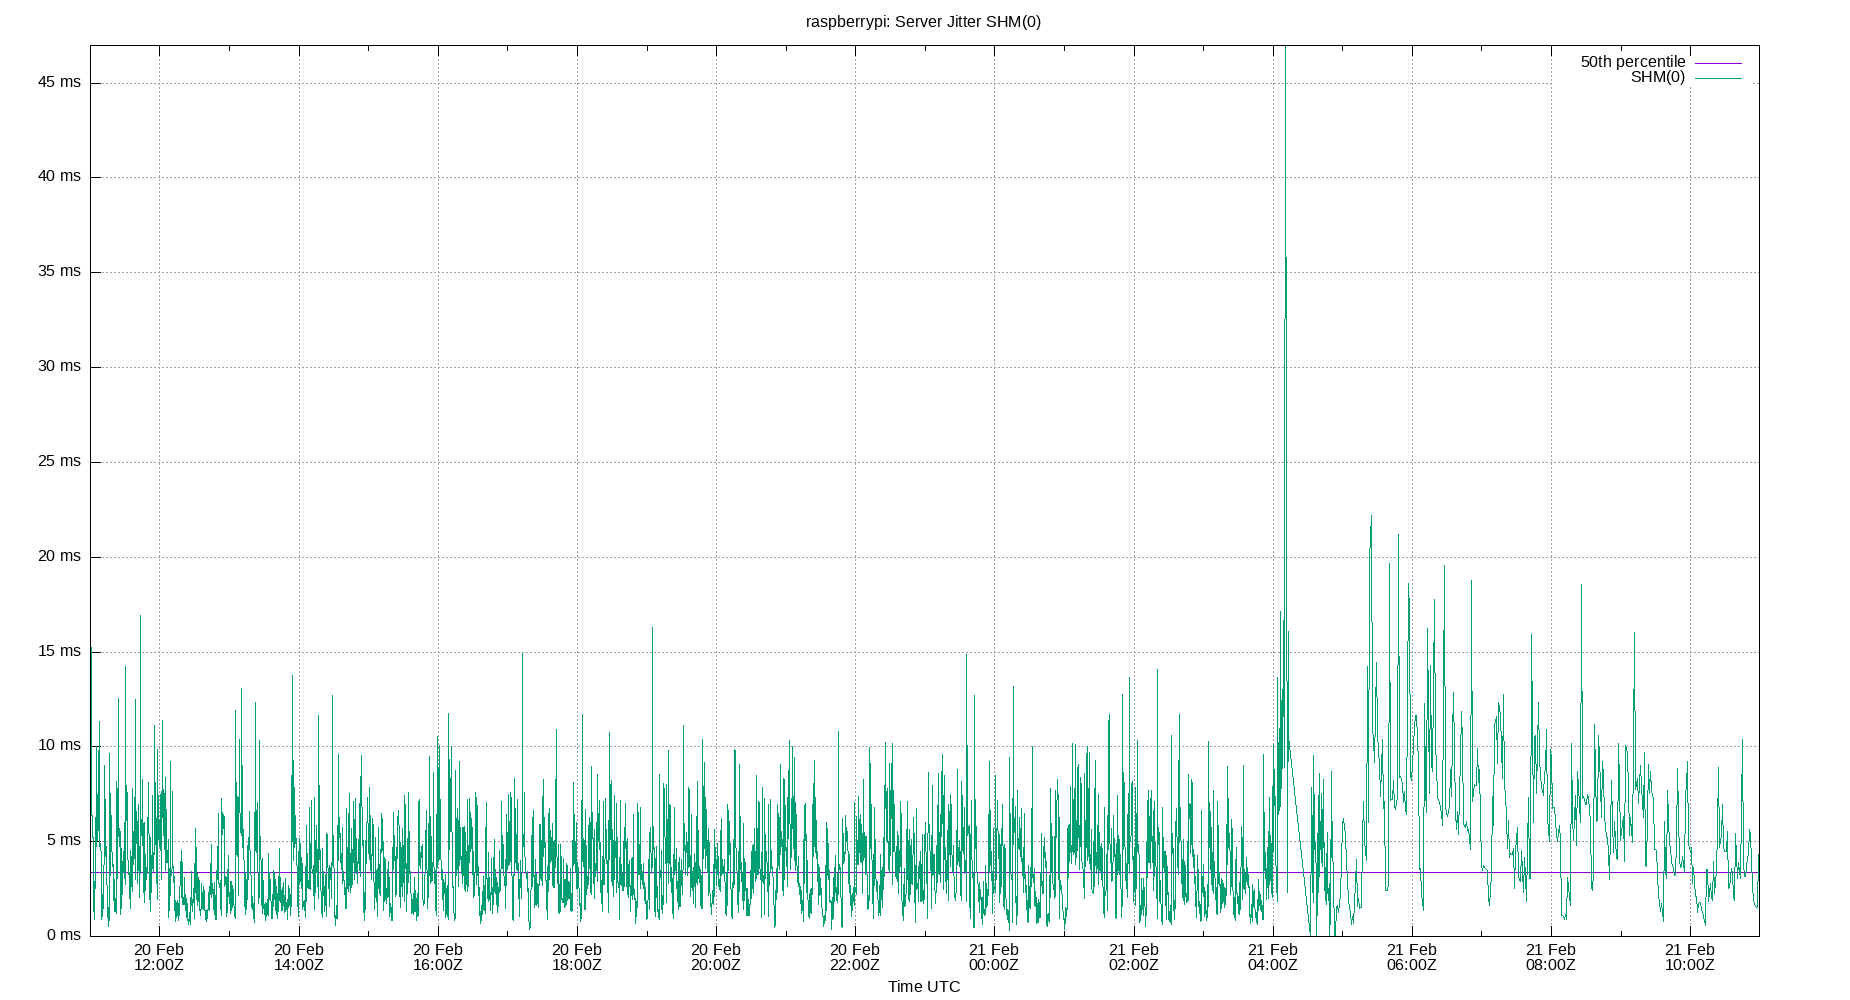 raspberrypi: Server Jitter SHM(0)
50th percentile
SHM(0)
45 ms
40 ms
35 ms
30 ms
25 ms
20 ms
15 ms
10 ms
5 ms
0 ms
20 Feb 20 Feb 20 Feb 20 Feb 20 Feb 20 Feb 21 Feb 21 Feb 21 Feb 21 Feb 21 Feb 21 Feb
12:00Z 14:00Z 16:00Z 18:00Z 20:00Z 22:00Z 00:00Z 02:00Z 04:00Z 06:00Z 08:00Z 10:00Z
Time UTC